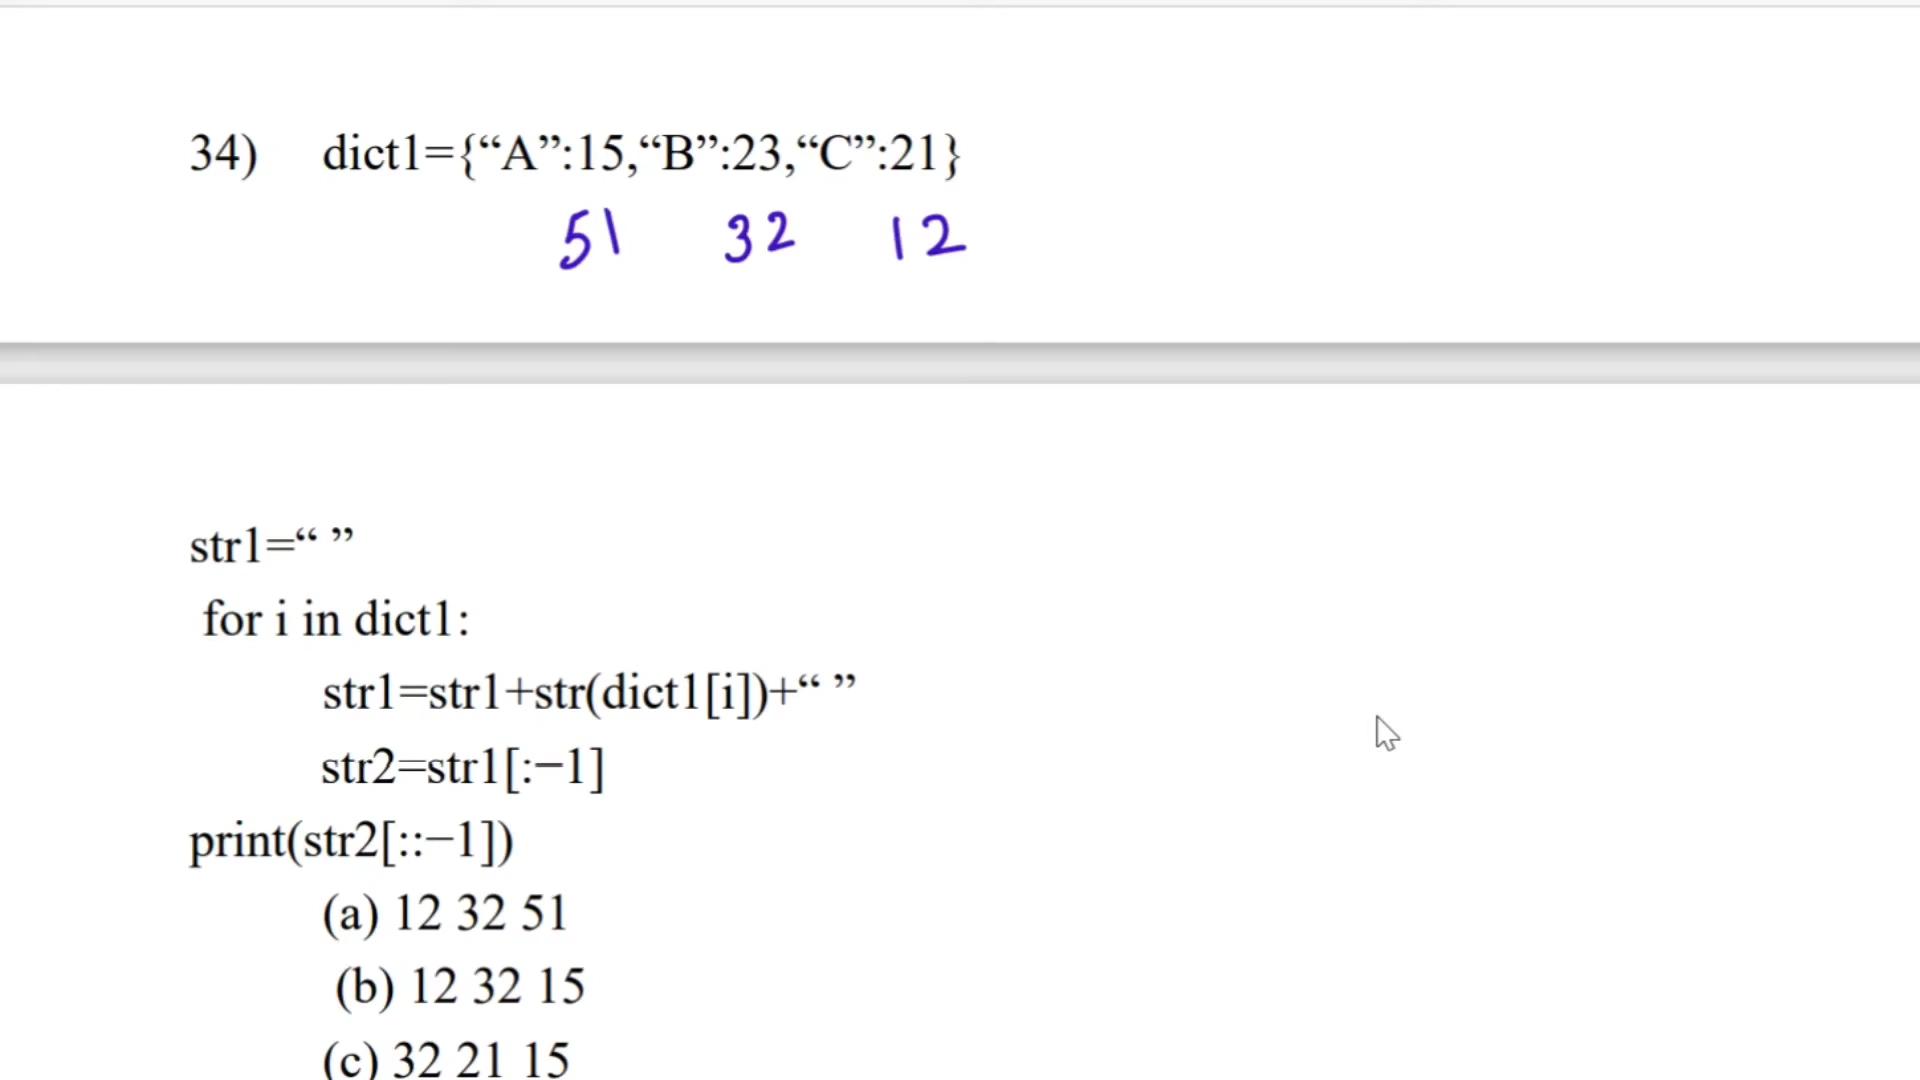 34) dict1={“A”:15,“B”:23,“C”:21}
51 32 12
str1=“ ”
for i in dict1:
str1=str1+str(dict1[i])+“ ”
str2=str1[:−1]
print(str2[::−1])
(a) 12 32 51
(b) 12 32 15
(c) 32 21 15